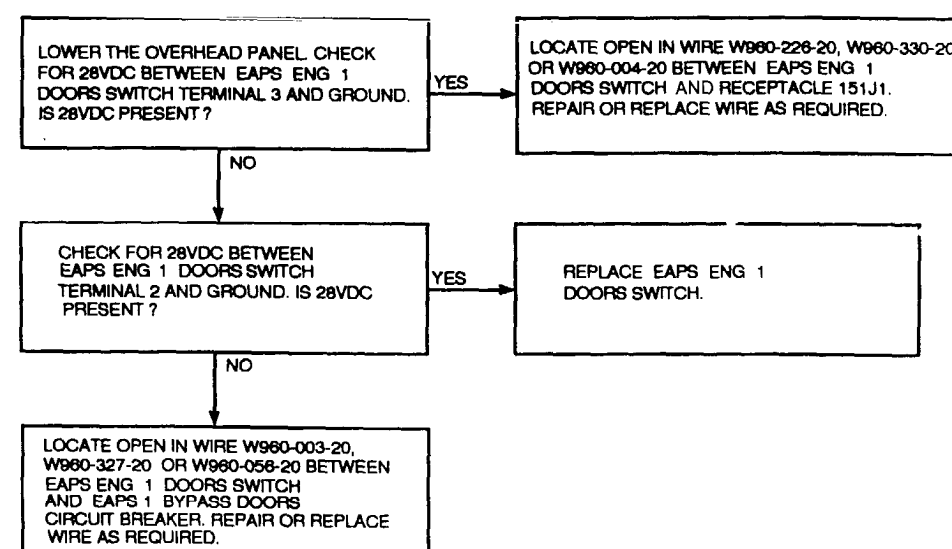 LOWER THE OVERHEAD PANEL. CHECK
FOR 28VDC BETWEEN EAPS ENG 1
DOORS SWITCH TERMINAL 3 AND GROUND.
IS 28VDC PRESENT ?
YES
LOCATE OPEN IN WIRE W960-226-20, W960-330-20
OR W960-004-20 BETWEEN EAPS ENG 1
DOORS SWITCH AND RECEPTACLE 151J1.
REPAIR OR REPLACE WIRE AS REQUIRED.
NO
CHECK FOR 28VDC BETWEEN
EAPS ENG 1 DOORS SWITCH
TERMINAL 2 AND GROUND. IS 28VDC
PRESENT ?
YES
REPLACE EAPS ENG 1
DOORS SWITCH.
NO
LOCATE OPEN IN WIRE W960-003-20,
W960-327-20 OR W960-056-20 BETWEEN
EAPS ENG 1 DOORS SWITCH
AND EAPS 1 BYPASS DOORS
CIRCUIT BREAKER. REPAIR OR REPLACE
WIRE AS REQUIRED.